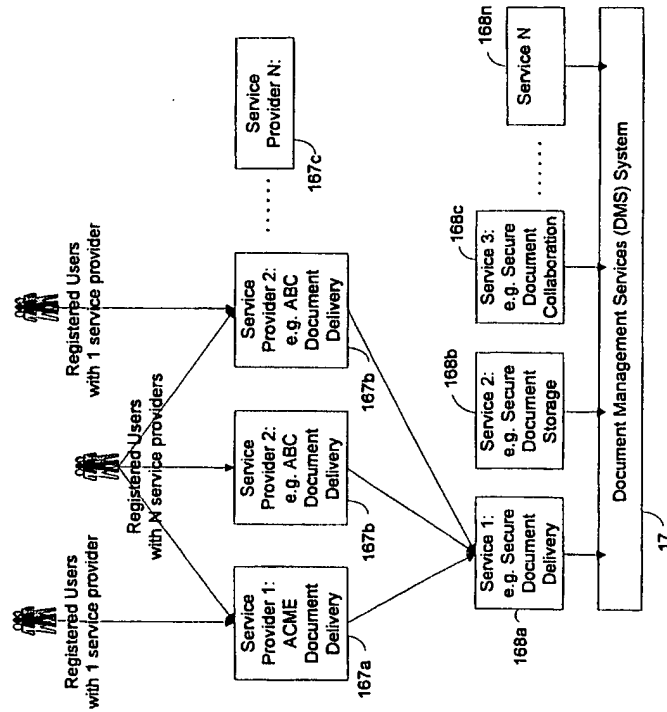 Registered Users
with 1 service provider
Registered Users
with N service providers
Registered Users
with 1 service provider
Service
Provider 1:
ACME
Document
Delivery
167a
Service
Provider 2:
e.g. ABC
Document
Delivery
167b
Service
Provider 2:
e.g. ABC
Document
Delivery
167b
. . . . . .
Service
Provider N:
167c
Service 1:
e.g. Secure
Document
Delivery
168a
Service 2:
e.g. Secure
Document
Storage
168b
Service 3:
e.g. Secure
Document
Collaboration
168c
. . . . . .
Service N
168n
Document Management Services (DMS) System
17